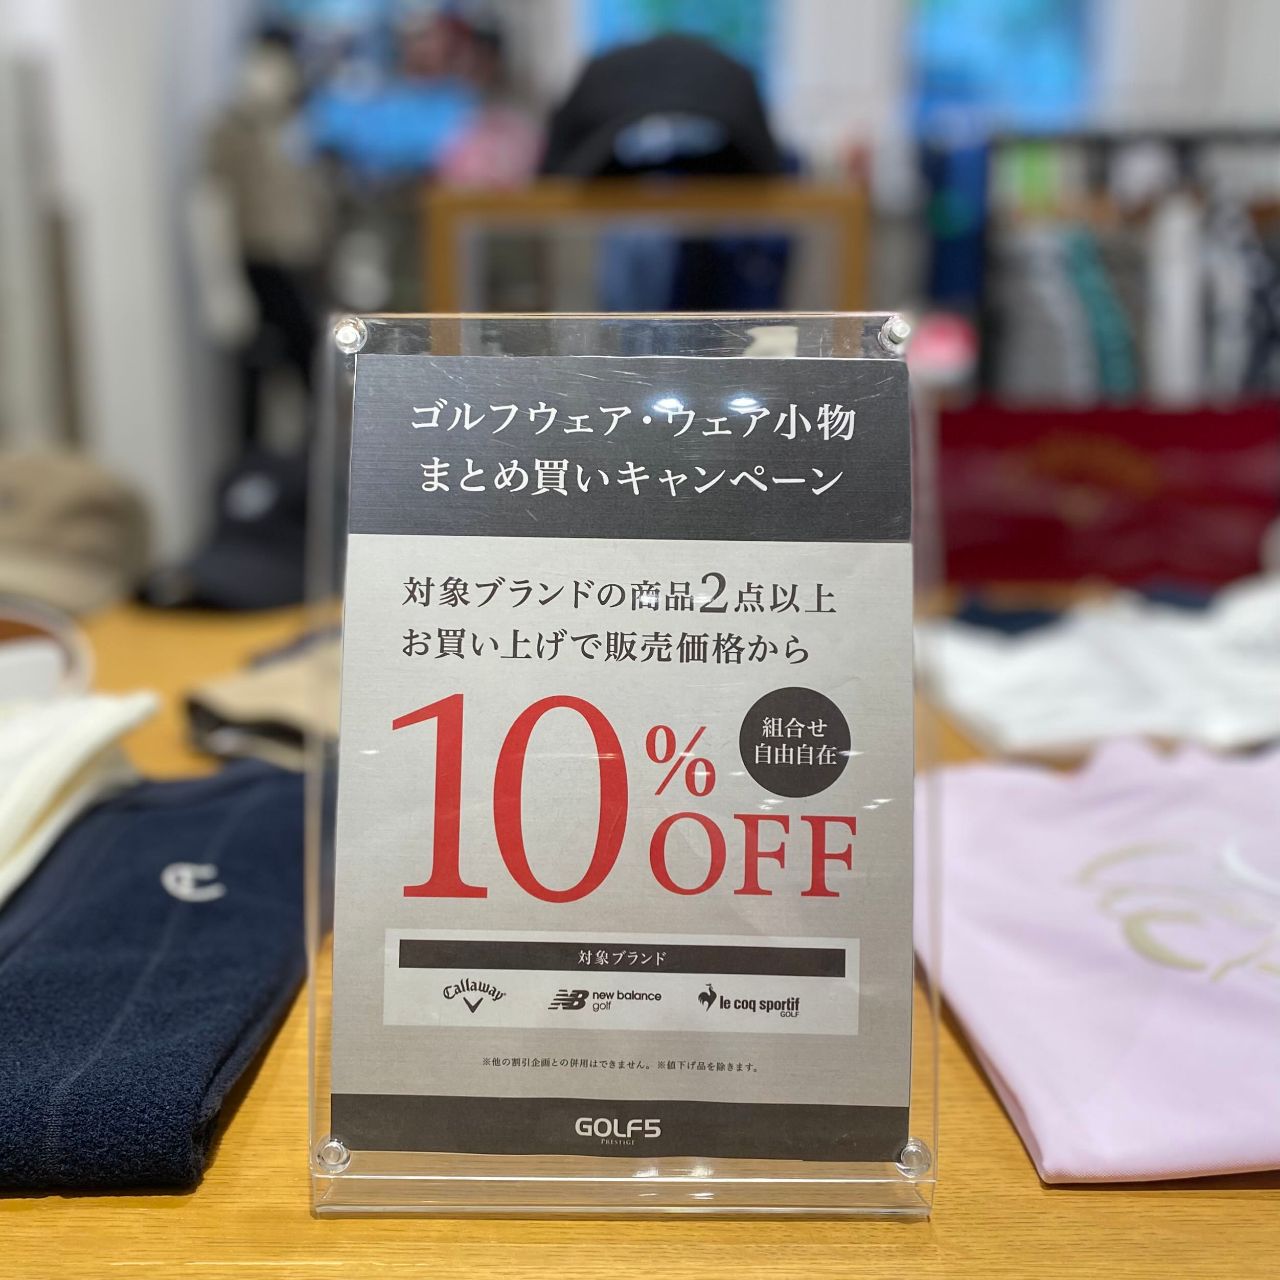 ゴルフウェア・ウェア小物
まとめ買いキャンペーン
対象ブランドの商品2点以上
お買い上げで販売価格から
10%OFF
組合せ
自由自在
対象ブランド
Callaway
NB new balance golf
le coq sportif GOLF
※他の割引企画との併用はできません。※値下げ品を除きます。
GOLF5
PRESTIGE